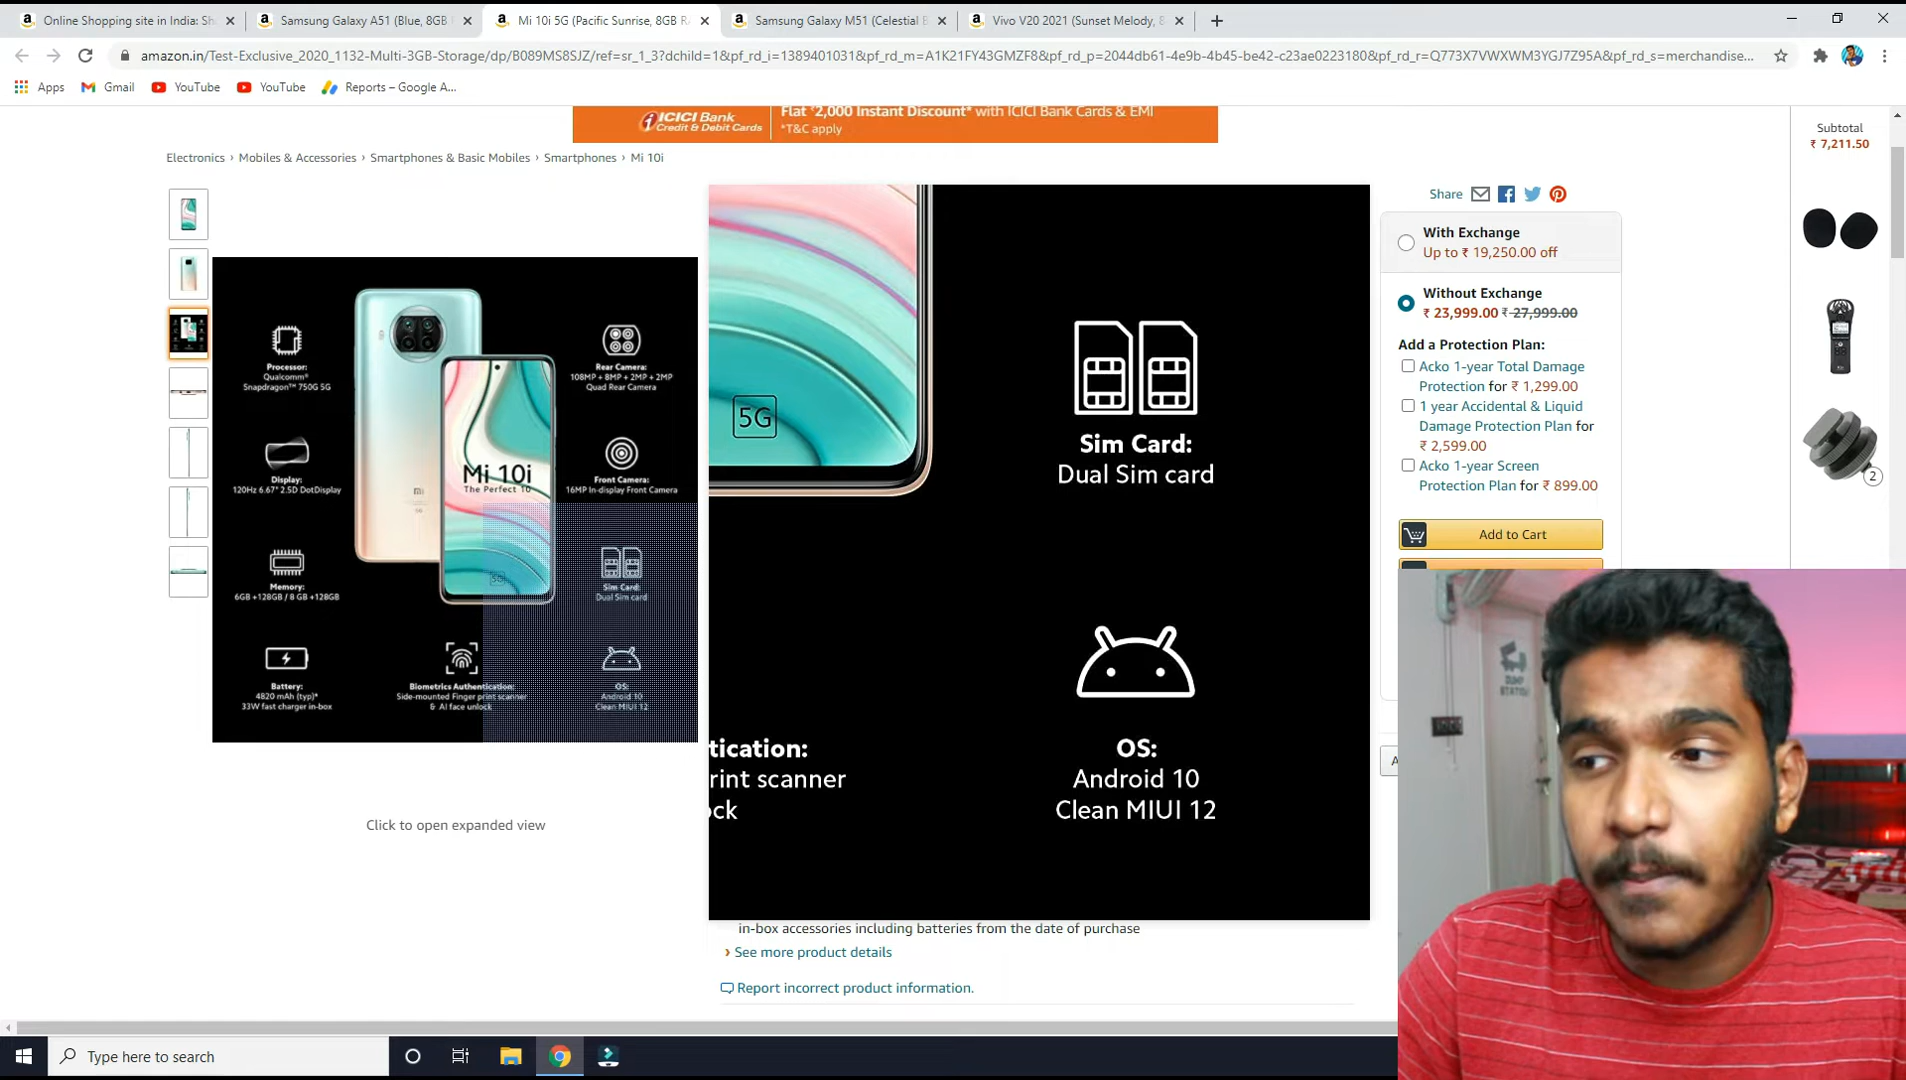 Online Shopping site in India: Sh
Samsung Galaxy A51 (Blue, 8GB
Mi 10i 5G (Pacific Sunrise, 8GB R
Samsung Galaxy M51 (Celestial B
Vivo V20 2021 (Sunset Melody, 8
amazon.in/Test-Exclusive_2020_1132-Multi-3GB-Storage/dp/B089MS8SJZ/ref=sr_1_3?dchild=1&pf_rd_i=1389401031&pf_rd_m=A1K21FY43GMZF8&pf_rd_p=2044db61-4e9b-4b45-be42-c23ae0223180&pf_rd_r=Q773X7VWXWM3YGJ7Z95A&pf_rd_s=merchandise...
Apps
Gmail
YouTube
YouTube
Reports – Google A...
ICICI Bank
Credit & Debit Cards
Flat ₹2,000 Instant Discount* with ICICI Bank Cards & EMI
*T&C apply
Subtotal
₹ 7,211.50
Electronics › Mobiles & Accessories › Smartphones & Basic Mobiles › Smartphones › Mi 10i
Share
With Exchange
Up to ₹ 19,250.00 off
Without Exchange
₹ 23,999.00 ₹ 27,999.00
Add a Protection Plan:
Acko 1-year Total Damage
Protection for ₹ 1,299.00
1 year Accidental & Liquid
Damage Protection Plan for
₹ 2,599.00
Acko 1-year Screen
Protection Plan for ₹ 899.00
Add to Cart
2
Processor:
Qualcomm®
Snapdragon™ 750G 5G
Rear Camera:
108MP + 8MP + 2MP + 2MP
Quad Rear Camera
Display:
120Hz 6.67" 2.5D DotDisplay
Mi 10i
The Perfect 10
Front Camera:
16MP In-display Front Camera
Memory:
6GB +128GB / 8 GB +128GB
5G
Sim Card:
Dual Sim card
Battery:
4820 mAh (typ)*
33W fast charger in-box
Biometrics Authentication:
Side-mounted Finger print scanner
& AI face unlock
OS:
Android 10
Clean MIUI 12
5G
Sim Card:
Dual Sim card
tication:
rint scanner
ock
OS:
Android 10
Clean MIUI 12
Click to open expanded view
in-box accessories including batteries from the date of purchase
› See more product details
Report incorrect product information.
DUMP
STATION
Type here to search